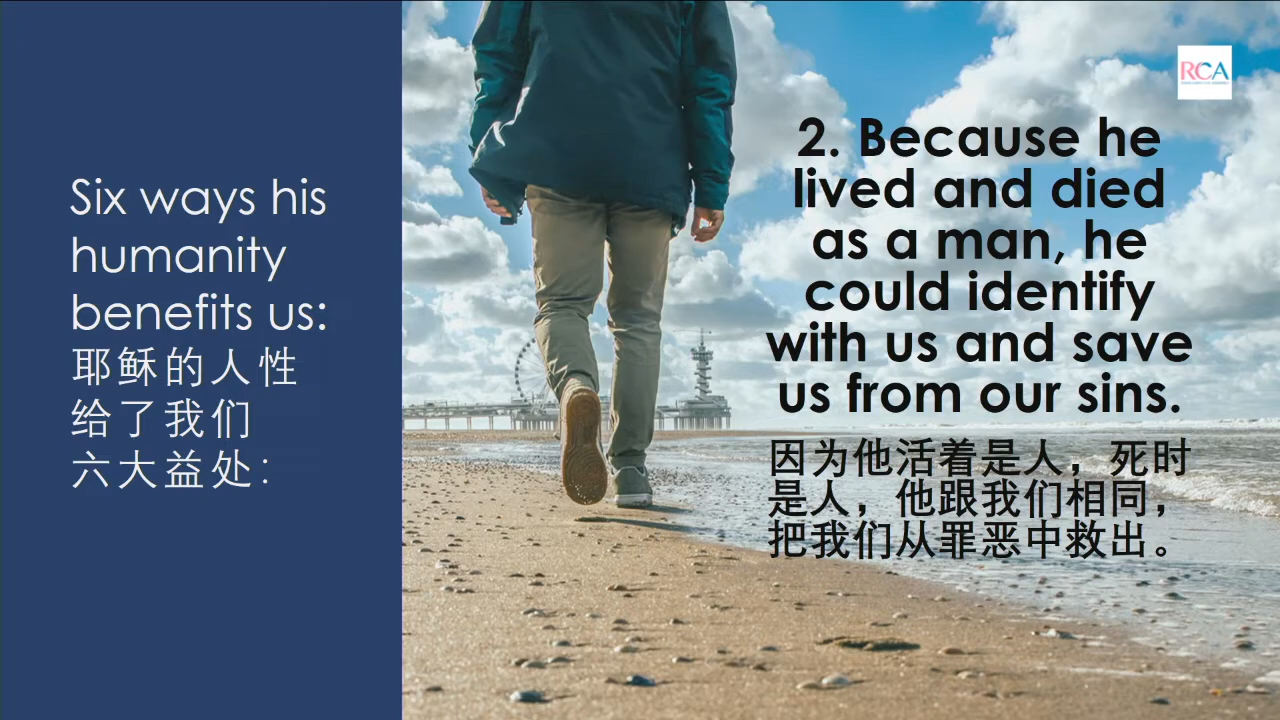 Six ways his
humanity
benefits us:
耶稣的人性
给了我们
六大益处：
RCA
2. Because he
lived and died
as a man, he
could identify
with us and save
us from our sins.
因为他活着是人，死时
是人，他跟我们相同，
把我们从罪恶中救出。